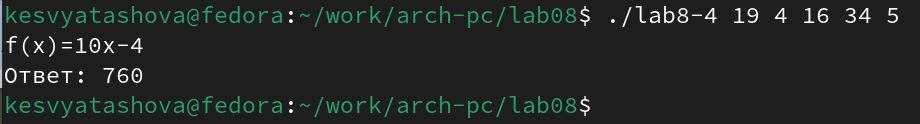 kesvyatashova@fedora:~/work/arch-pc/lab08$ ./lab8-4 19 4 16 34 5
f(x)=10x-4
Ответ: 760
kesvyatashova@fedora:~/work/arch-pc/lab08$